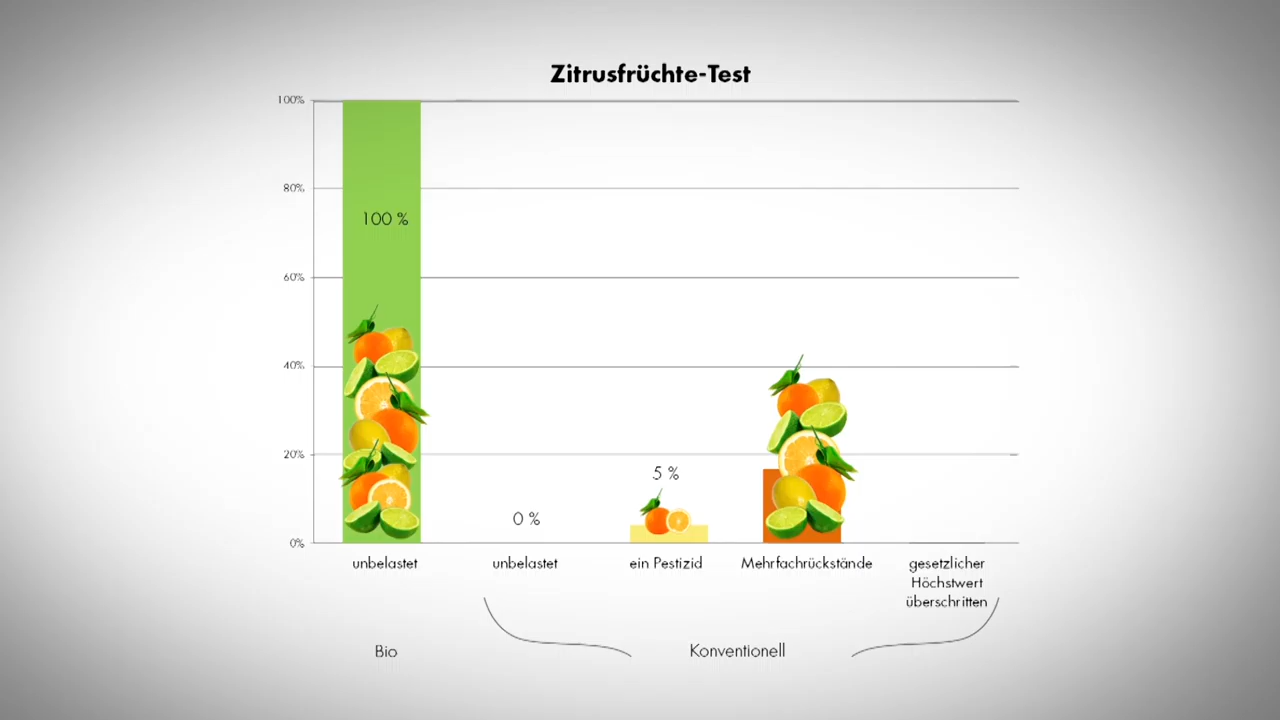 Zitrusfrüchte-Test
100%
80%
60%
40%
20%
0%
100 %
0 %
5 %
unbelastet
unbelastet
ein Pestizid
Mehrfachrückstände
gesetzlicher
Höchstwert
überschritten
Bio
Konventionell